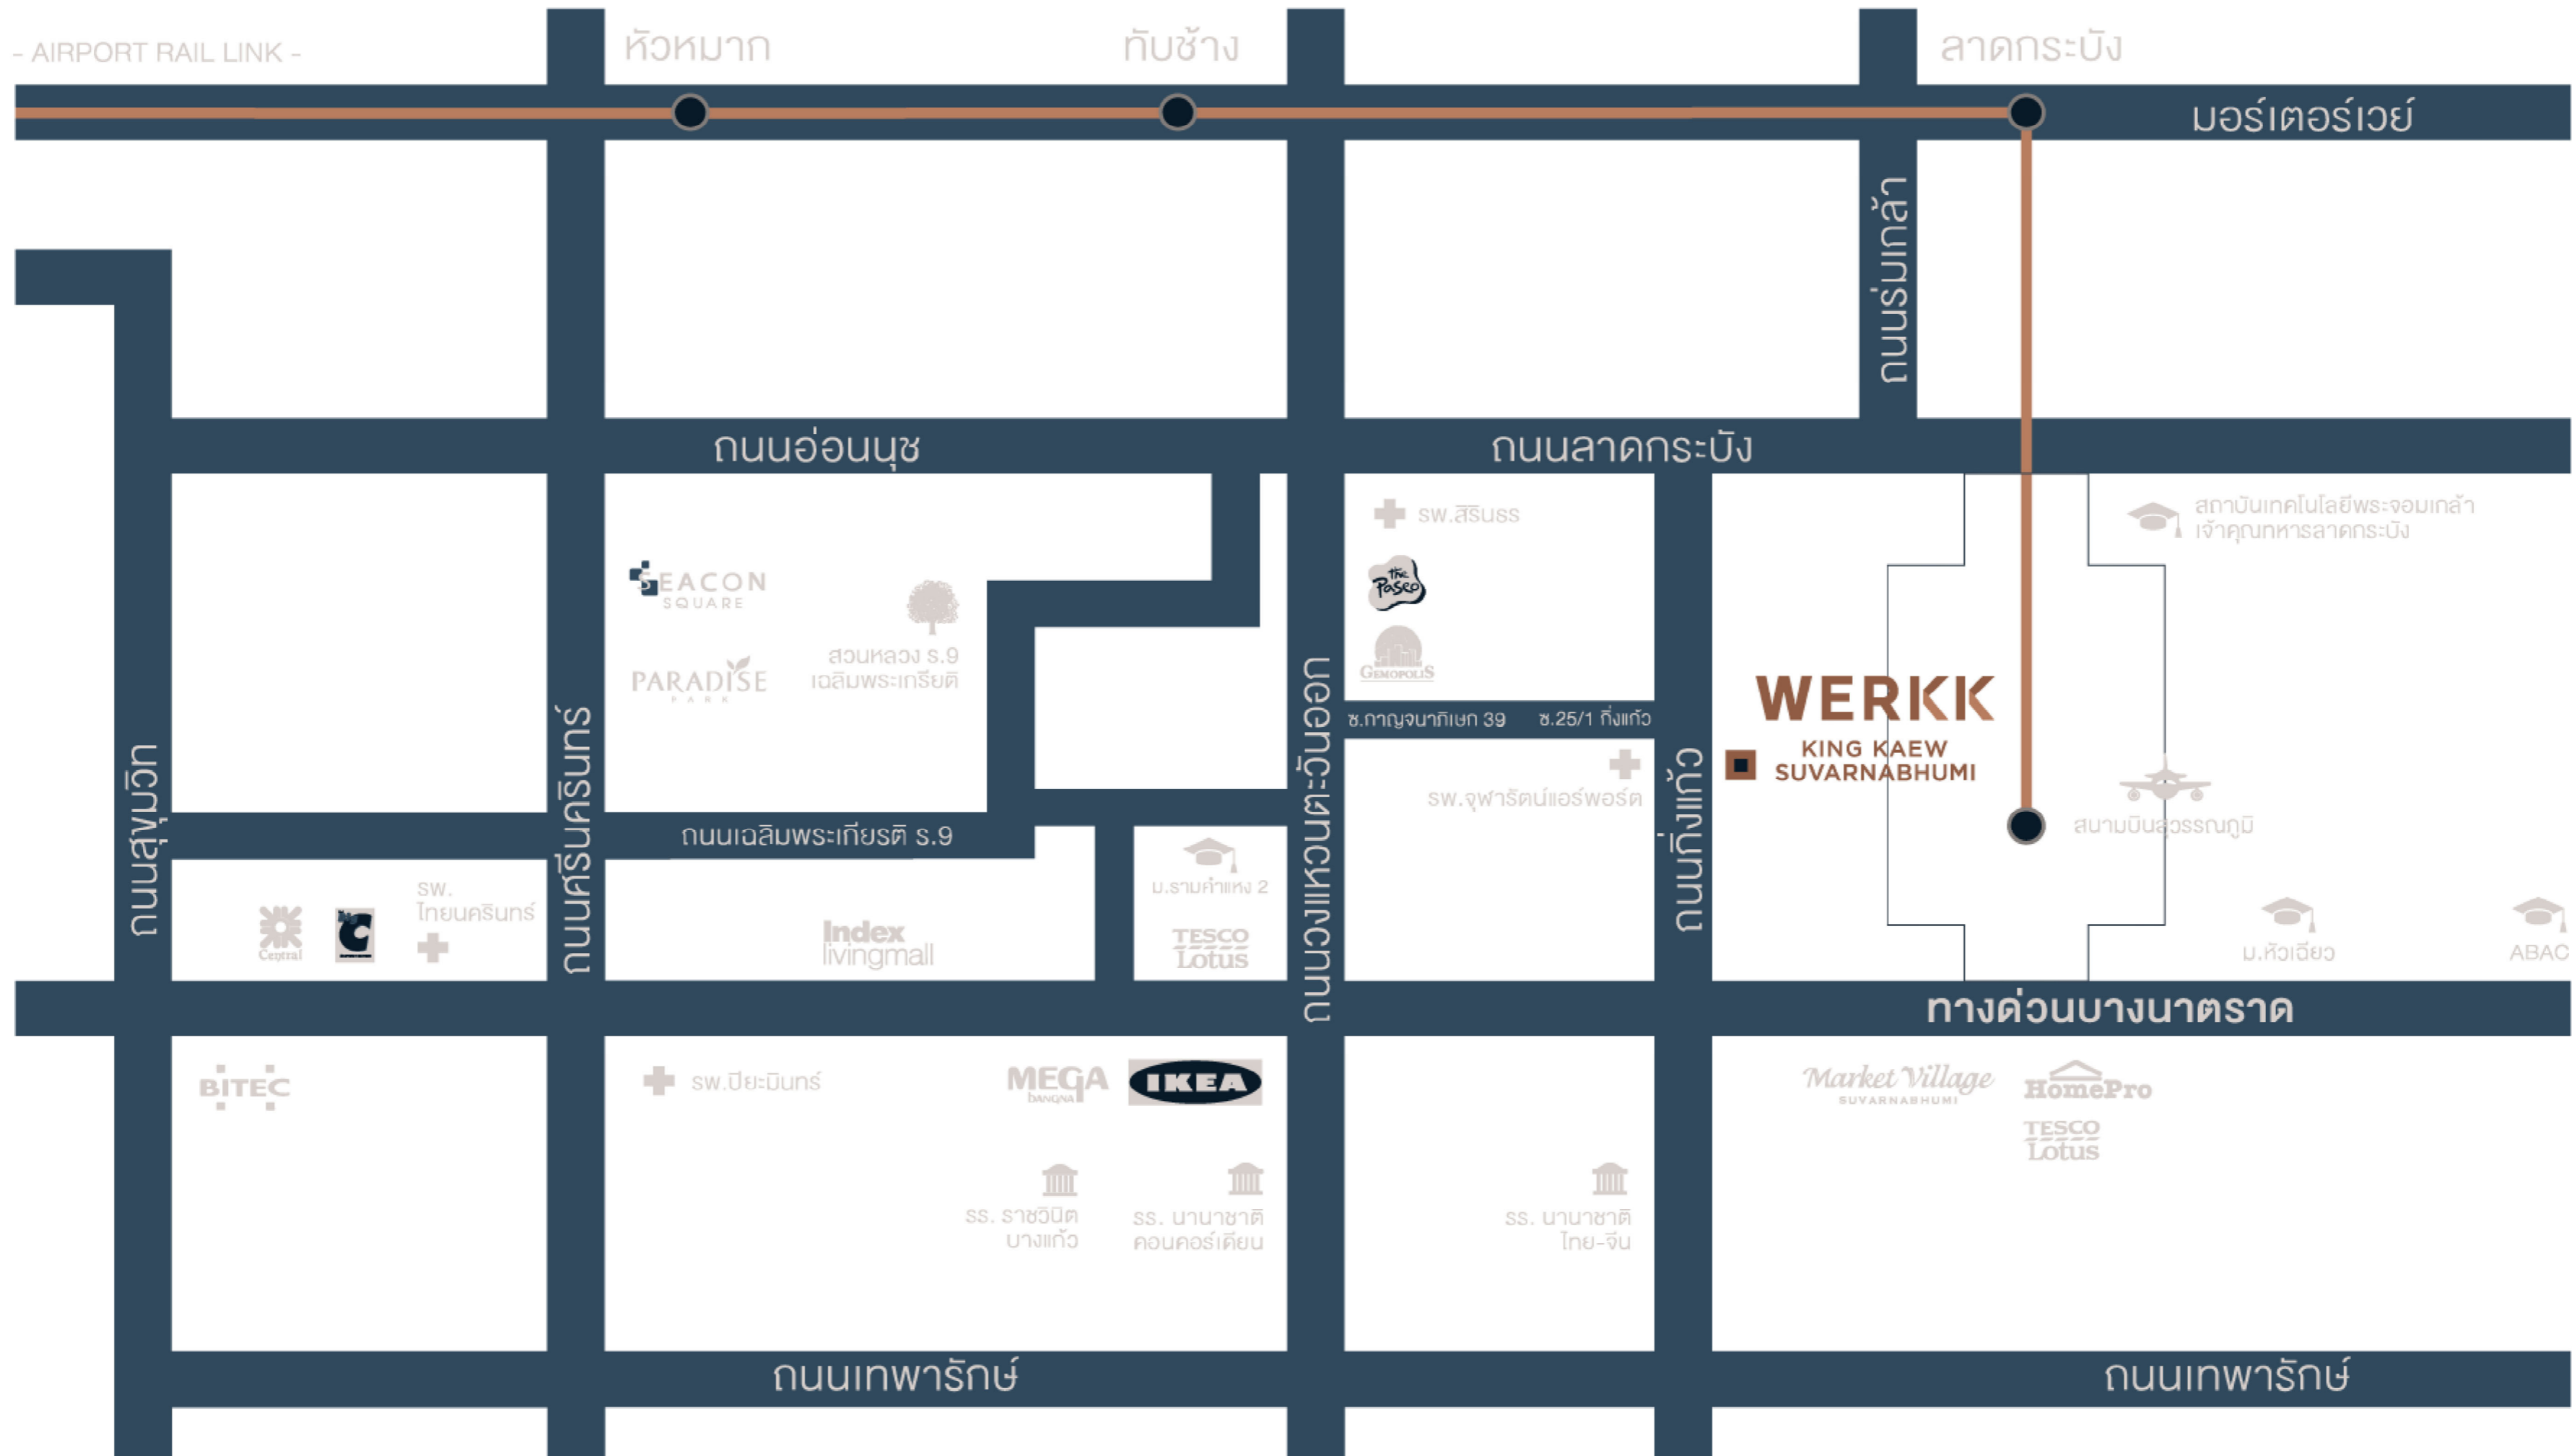 - AIRPORT RAIL LINK -
หัวหมาก
ทับช้าง
ลาดกระบัง
มอร์เตอร์เวย์
ถนนร่มเกล้า
ถนนอ่อนนุช
ถนนลาดกระบัง
รพ.สิรินธร
สถาบันเทคโนโลยีพระจอมเกล้า
เจ้าคุณทหารลาดกระบัง
SEACON
SQUARE
the
Paseo
สวนหลวง ร.9
เฉลิมพระเกรียติ
PARADISE
PARK
GEMOPOLIS
WERKK
KING KAEW
SUVARNABHUMI
ซ.กาญจนาภิเษก 39
ซ.25/1 กิ่งแก้ว
ถนนสุขุมวิท
ถนนศรีนครินทร์
ถนนวงแหวนตะวันออก
ถนนกิ่งแก้ว
รพ.จุฬารัตน์แอร์พอร์ต
สนามบินสุวรรณภูมิ
ถนนเฉลิมพระเกียรติ ร.9
รพ.
ไทยนครินทร์
Central
Big
C
Index
livingmall
ม.รามคำแหง 2
TESCO
Lotus
ม.หัวเฉียว
ABAC
ทางด่วนบางนาตราด
BITEC
รพ.ปิยะมินทร์
MEGA
BANGNA
IKEA
Market Village
SUVARNABHUMI
HomePro
TESCO
Lotus
รร. ราชวินิต
บางแก้ว
รร. นานาชาติ
คอนคอร์เดียน
รร. นานาชาติ
ไทย-จีน
ถนนเทพารักษ์
ถนนเทพารักษ์